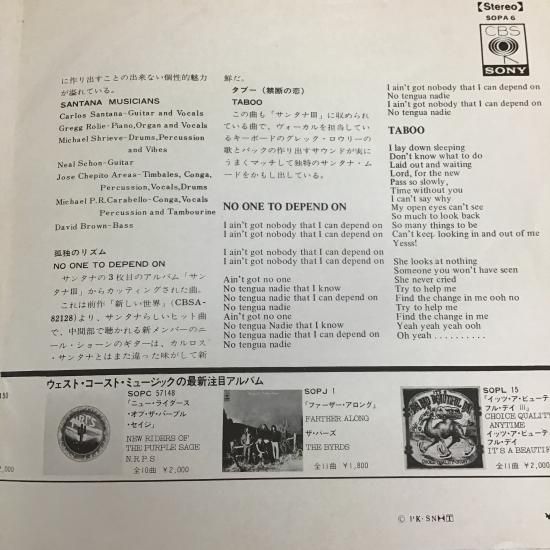 【Stereo】
SOPA 6
CBS
SONY
に作り出すことの出来ない個性的魅力
が溢れている。
SANTANA MUSICIANS
Carlos Santana-Guitar and Vocals
Gregg Rolie-Piano,Organ and Vocals
Michael Shrieve-Drums,Percussion
and Vibes
Neal Schon-Guitar
Jose Chepito Areas-Timbales, Conga,
Percussion,Vocals,Drums
Michael P.R.Carabello-Conga,Vocals
Percussion and Tambourine
David Brown-Bass
孤独のリズム
NO ONE TO DEPEND ON
サンタナの3枚目のアルバム「サン
タナⅢ」からカッティングされた曲。
これは前作「新しい世界」(CBSA-
82128)より、サンタナらしいヒット曲
で、中間部で聴かれる新メンバーのニ
ール・ショーンのギターは、カルロス
・サンタナとはまた違った味がして新
鮮だ。
タブー(禁断の恋)
TABOO
この曲も「サンタナⅢ」に収められ
ている曲で、ヴォーカルを担当してい
るキーボードのグレッグ・ロウリーの
歌とバックの作り出すサウンドが実に
うまくマッチして独特のサンタナ・ム
ードをかもし出している。
NO ONE TO DEPEND ON
I ain't got nobody that I can depend on
I ain't got nobody that I can depend on
I ain't got nobody that I can depend on
I ain't got nobody that I can depend on
Ain't got no one
No tengua nadie that I know
No tengua nadie that I can depend on
No tengua nadie
Ain't got no one
No tengua Nadie that I know
No tengua nadie that I can depend on
No tengua nadie
I ain't got nobody that I can depend on
No tengua nadie
I ain't got nobody that I can depend on
No tengua nadie
TABOO
I lay down sleeping
Don't know what to do
Laid out and waiting
Lord, for the new
Pass so slowly,
Time without you
I can't say why
My open eyes can't see
So much to look back
So many things to be
Can't keep looking in and out of me
Yesss!
She looks at nothing
Someone you won't have seen
She never cried
Try to help me
Find the change in me ooh no
Try to help me
Find the change in me
Yeah yeah yeah ooh
Oh yeah . . . . . . . . . .
ウェスト・コースト・ミュージックの最新注目アルバム
150
,000
SOPC 57148
「ニュー・ライダース
・オブ・ザ・パープル
・セイジ」
NEW RIDERS OF
THE PURPLE SAGE
N.R.P.S
全10曲 ¥2,000
SOPJ 1
「ファーザー・アロング」
FARTHER ALONG
ザ・バーズ
THE BYRDS
全11曲 ¥1,800
SOPL 15
「イッツ・ア・ビューテ
フル・デイ Ⅲ」
CHOICE QUALITY
ANYTIME
イッツ・ア・ビューテ
フル・デイ
IT'S A BEAUTIF
全11曲 ¥2,0